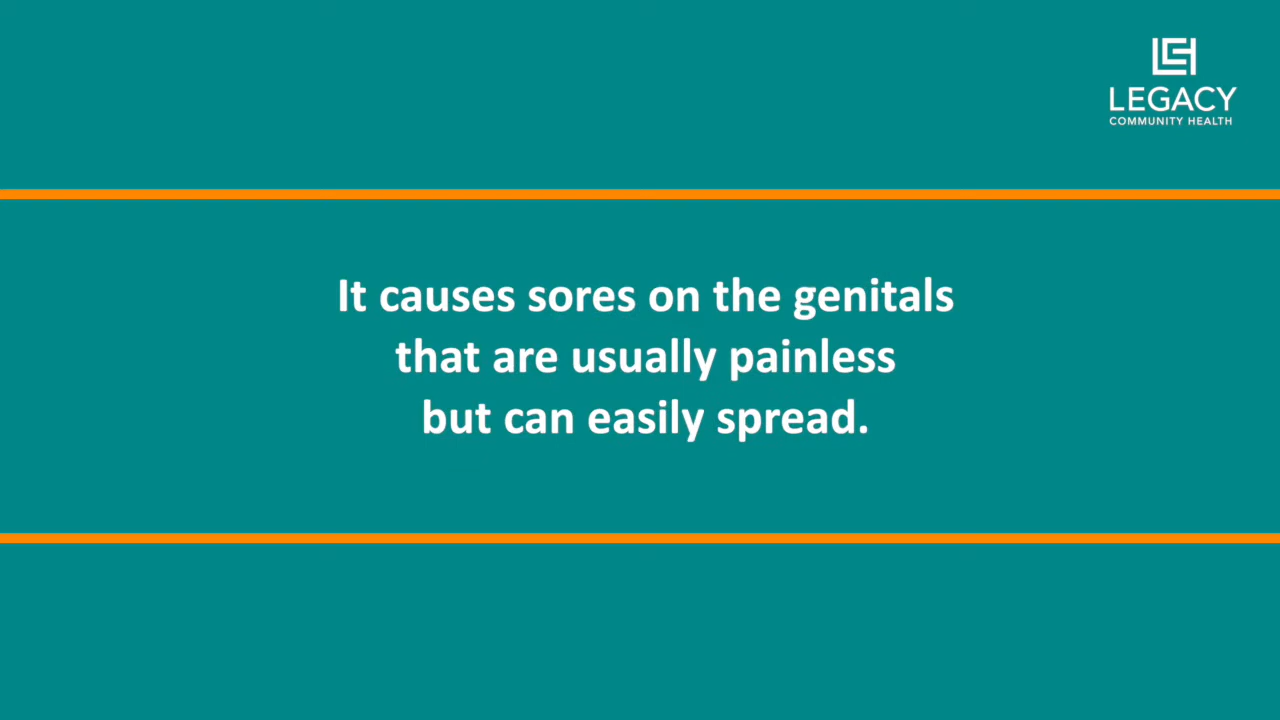 LEGACY
COMMUNITY HEALTH
It causes sores on the genitals
that are usually painless
but can easily spread.